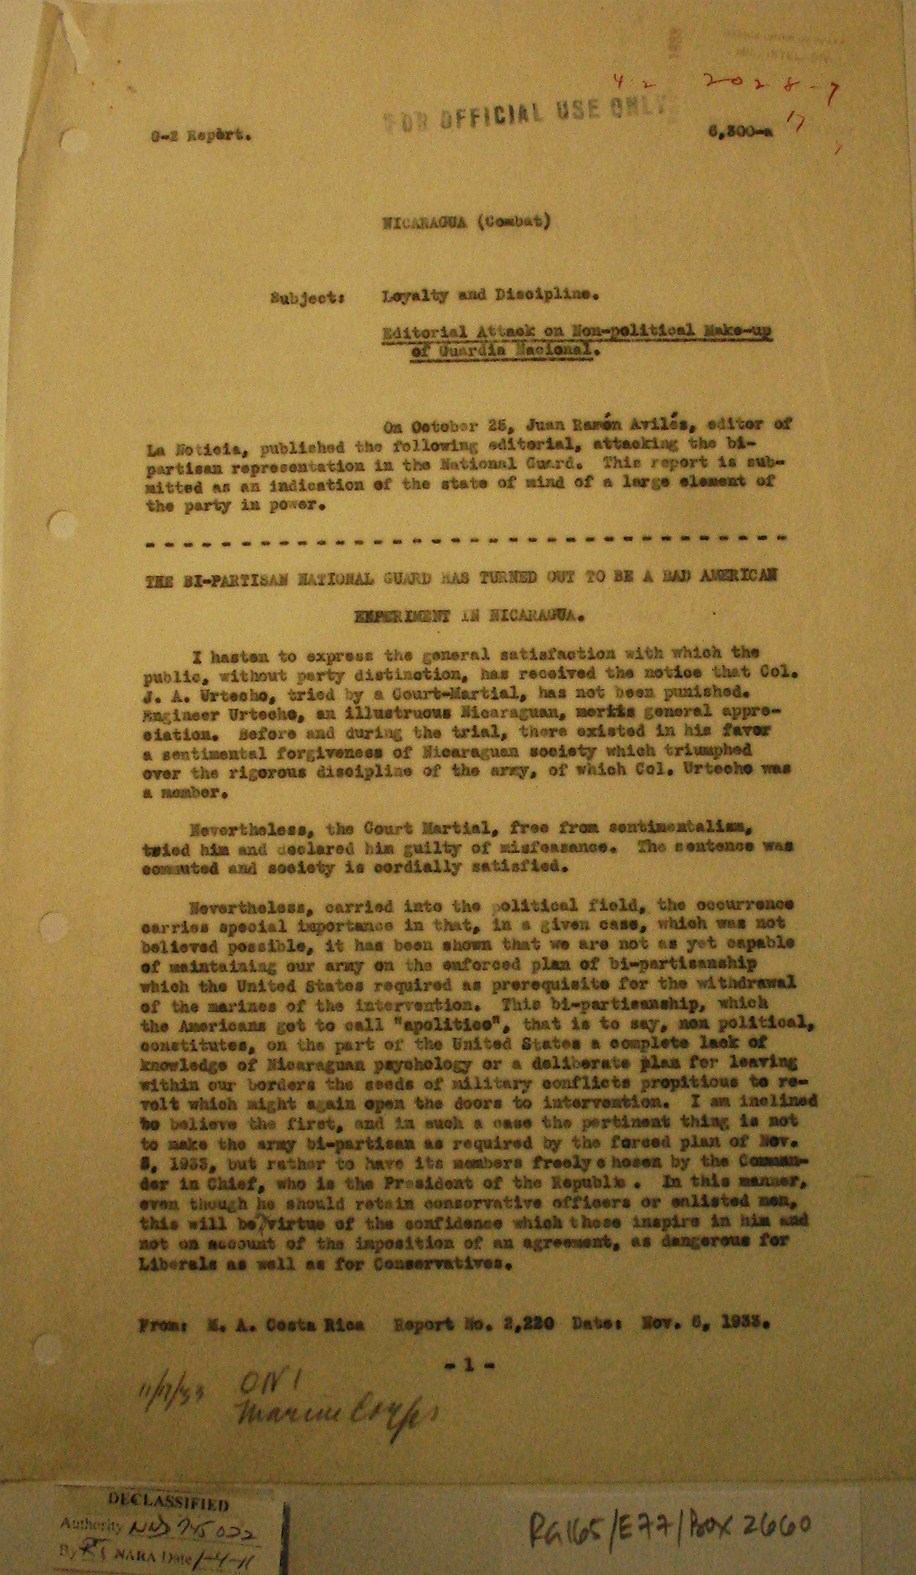 42 2028-7
17
FOR OFFICIAL USE ONLY
G-2 Report.
6,300-a
NICARAGUA (Combat)
Subject: Loyalty and Discipline.
Editorial Attack on Non-political Make-up
of Guardia Nacional.
On October 25, Juan Ramón Avilés, editor of
La Noticia, published the following editorial, attacking the bi-
partisan representation in the National Guard. This report is sub-
mitted as an indication of the state of mind of a large element of
the party in power.
- - - - - - - - - - - - - - - - - - - - - - - - - - - - - - - - - -
THE BI-PARTISAN NATIONAL GUARD HAS TURNED OUT TO BE A BAD AMERICAN
EXPERIMENT IN NICARAGUA.
I hasten to express the general satisfaction with which the
public, without party distinction, has received the notice that Col.
J. A. Urtecho, tried by a Court-Martial, has not been punished.
Engineer Urtecho, an illustruous Nicaraguan, merits general appre-
ciation. Before and during the trial, there existed in his favor
a sentimental forgiveness of Nicaraguan society which triumphed
over the rigorous discipline of the army, of which Col. Urtecho was
a member.
Nevertheless, the Court Martial, free from sentimentalism,
tried him and declared him guilty of misfeasance. The sentence was
commuted and society is cordially satisfied.
Nevertheless, carried into the political field, the occurrence
carries special importance in that, in a given case, which was not
believed possible, it has been shown that we are not as yet capable
of maintaining our army on the enforced plan of bi-partisanship
which the United States required as prerequisite for the withdrawal
of the marines of the intervention. This bi-partisanship, which
the Americans got to call "apolitico", that is to say, non political,
constitutes, on the part of the United States a complete lack of
knowledge of Nicaraguan psychology or a deliberate plan for leaving
within our borders the seeds of military conflicts propitious to re-
volt which might again open the doors to intervention. I am inclined
to believe the first, and in such a case the pertinent thing is not
to make the army bi-partisan as required by the forced plan of Nov.
5, 1933, but rather to have its members freely chosen by the Comman-
der in Chief, who is the President of the Republic. In this manner,
even though he should retain conservative officers or enlisted men,
this will be virtue of the confidence which these inspire in him and
not on account of the imposition of an agreement, as dangerous for
Liberals as well as for Conservatives.
From: M. A. Costa Rica Report No. 2,220 Date: Nov. 6, 1933.
- 1 -
11/17/33 ONI
Marine Corps
DECLASSIFIED
Authority NND 745022
By RT NARA Date 1-4-11
RG165/E77/Box 2660